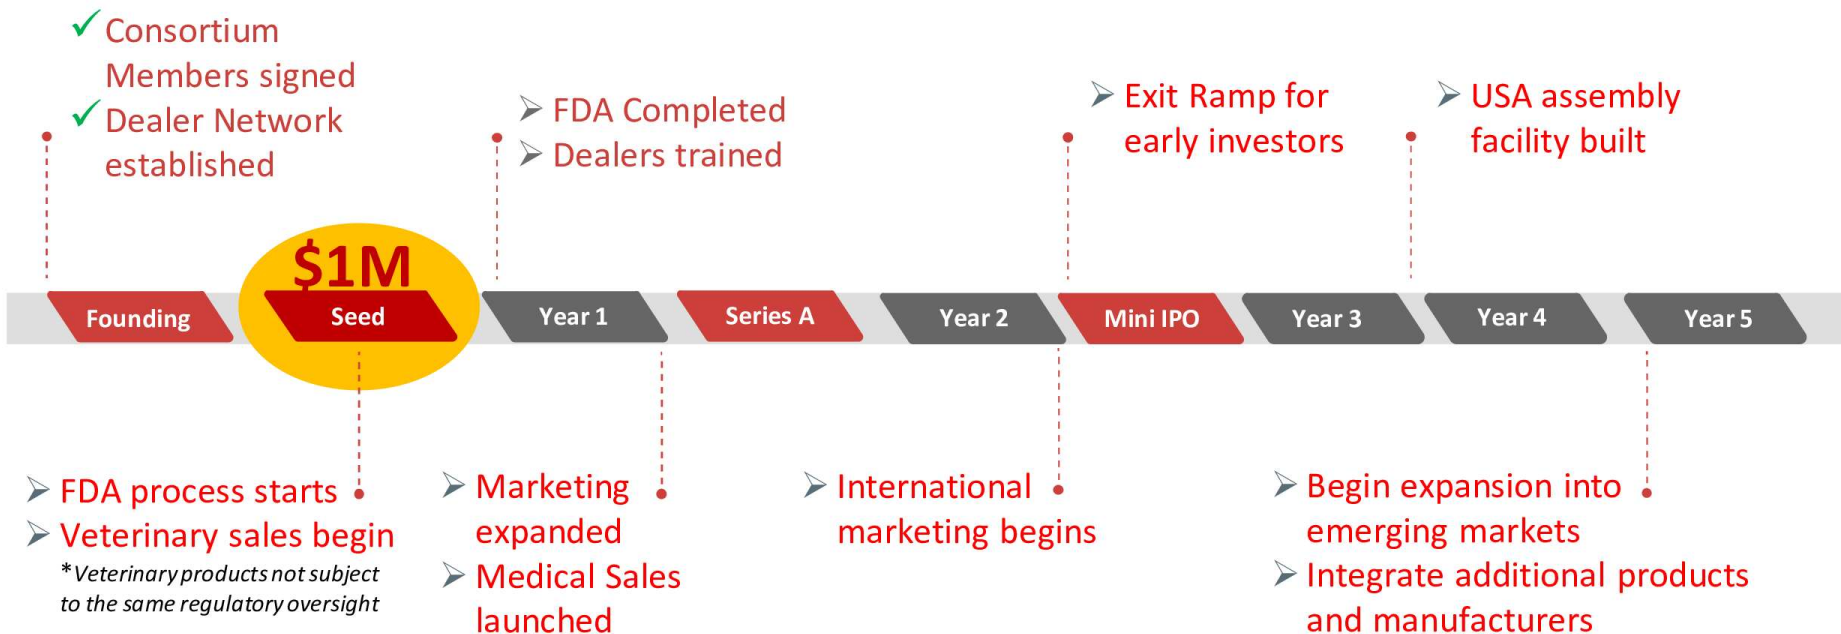 ✓ Consortium
Members signed
✓ Dealer Network
established
➢ FDA Completed
➢ Dealers trained
➢ Exit Ramp for
early investors
➢ USA assembly
facility built
$1M
Founding
Seed
Year 1
Series A
Year 2
Mini IPO
Year 3
Year 4
Year 5
➢ FDA process starts
➢ Veterinary sales begin
*Veterinary products not subject
to the same regulatory oversight
➢ Marketing
expanded
➢ Medical Sales
launched
➢ International
marketing begins
➢ Begin expansion into
emerging markets
➢ Integrate additional products
and manufacturers